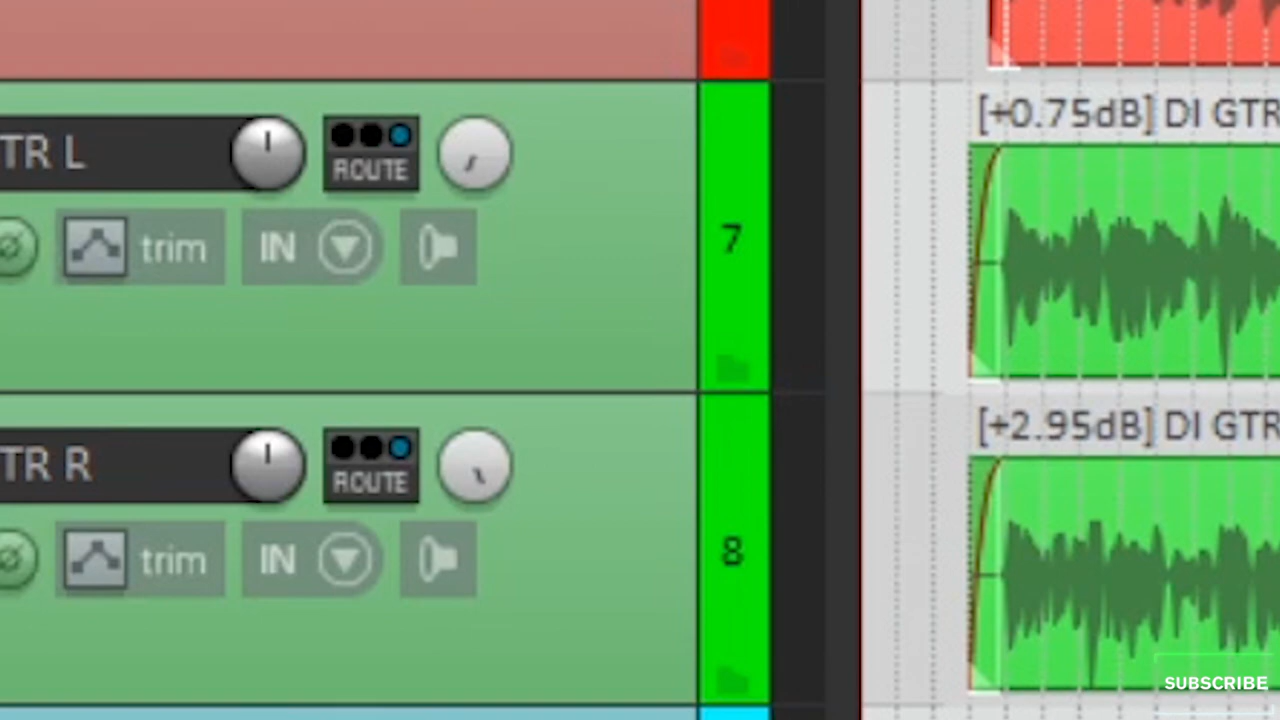 [+0.75dB] DI GTR
TR L
ROUTE
trim
IN
7
[+2.95dB] DI GTR
TR R
ROUTE
trim
IN
8
SUBSCRIBE